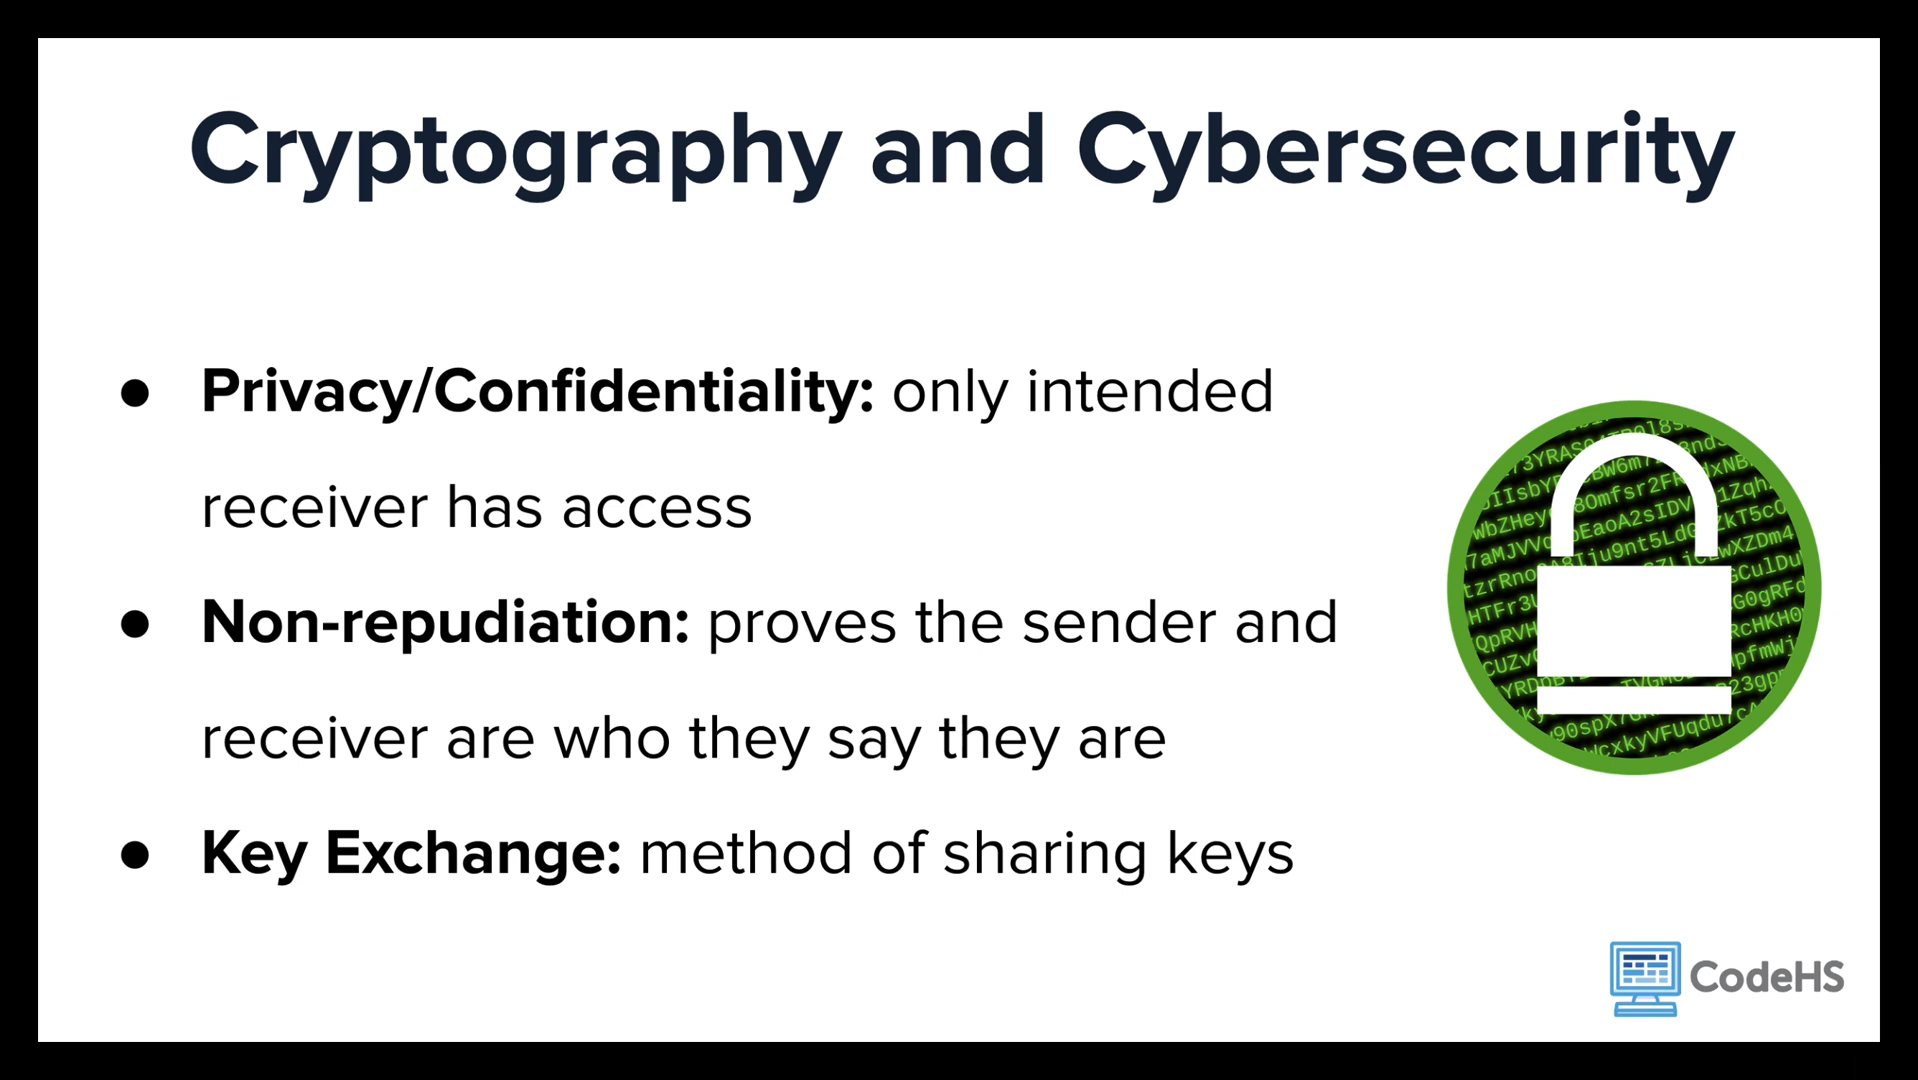 Cryptography and Cybersecurity
● Privacy/Confidentiality: only intended
receiver has access
● Non-repudiation: proves the sender and
receiver are who they say they are
● Key Exchange: method of sharing keys
CodeHS